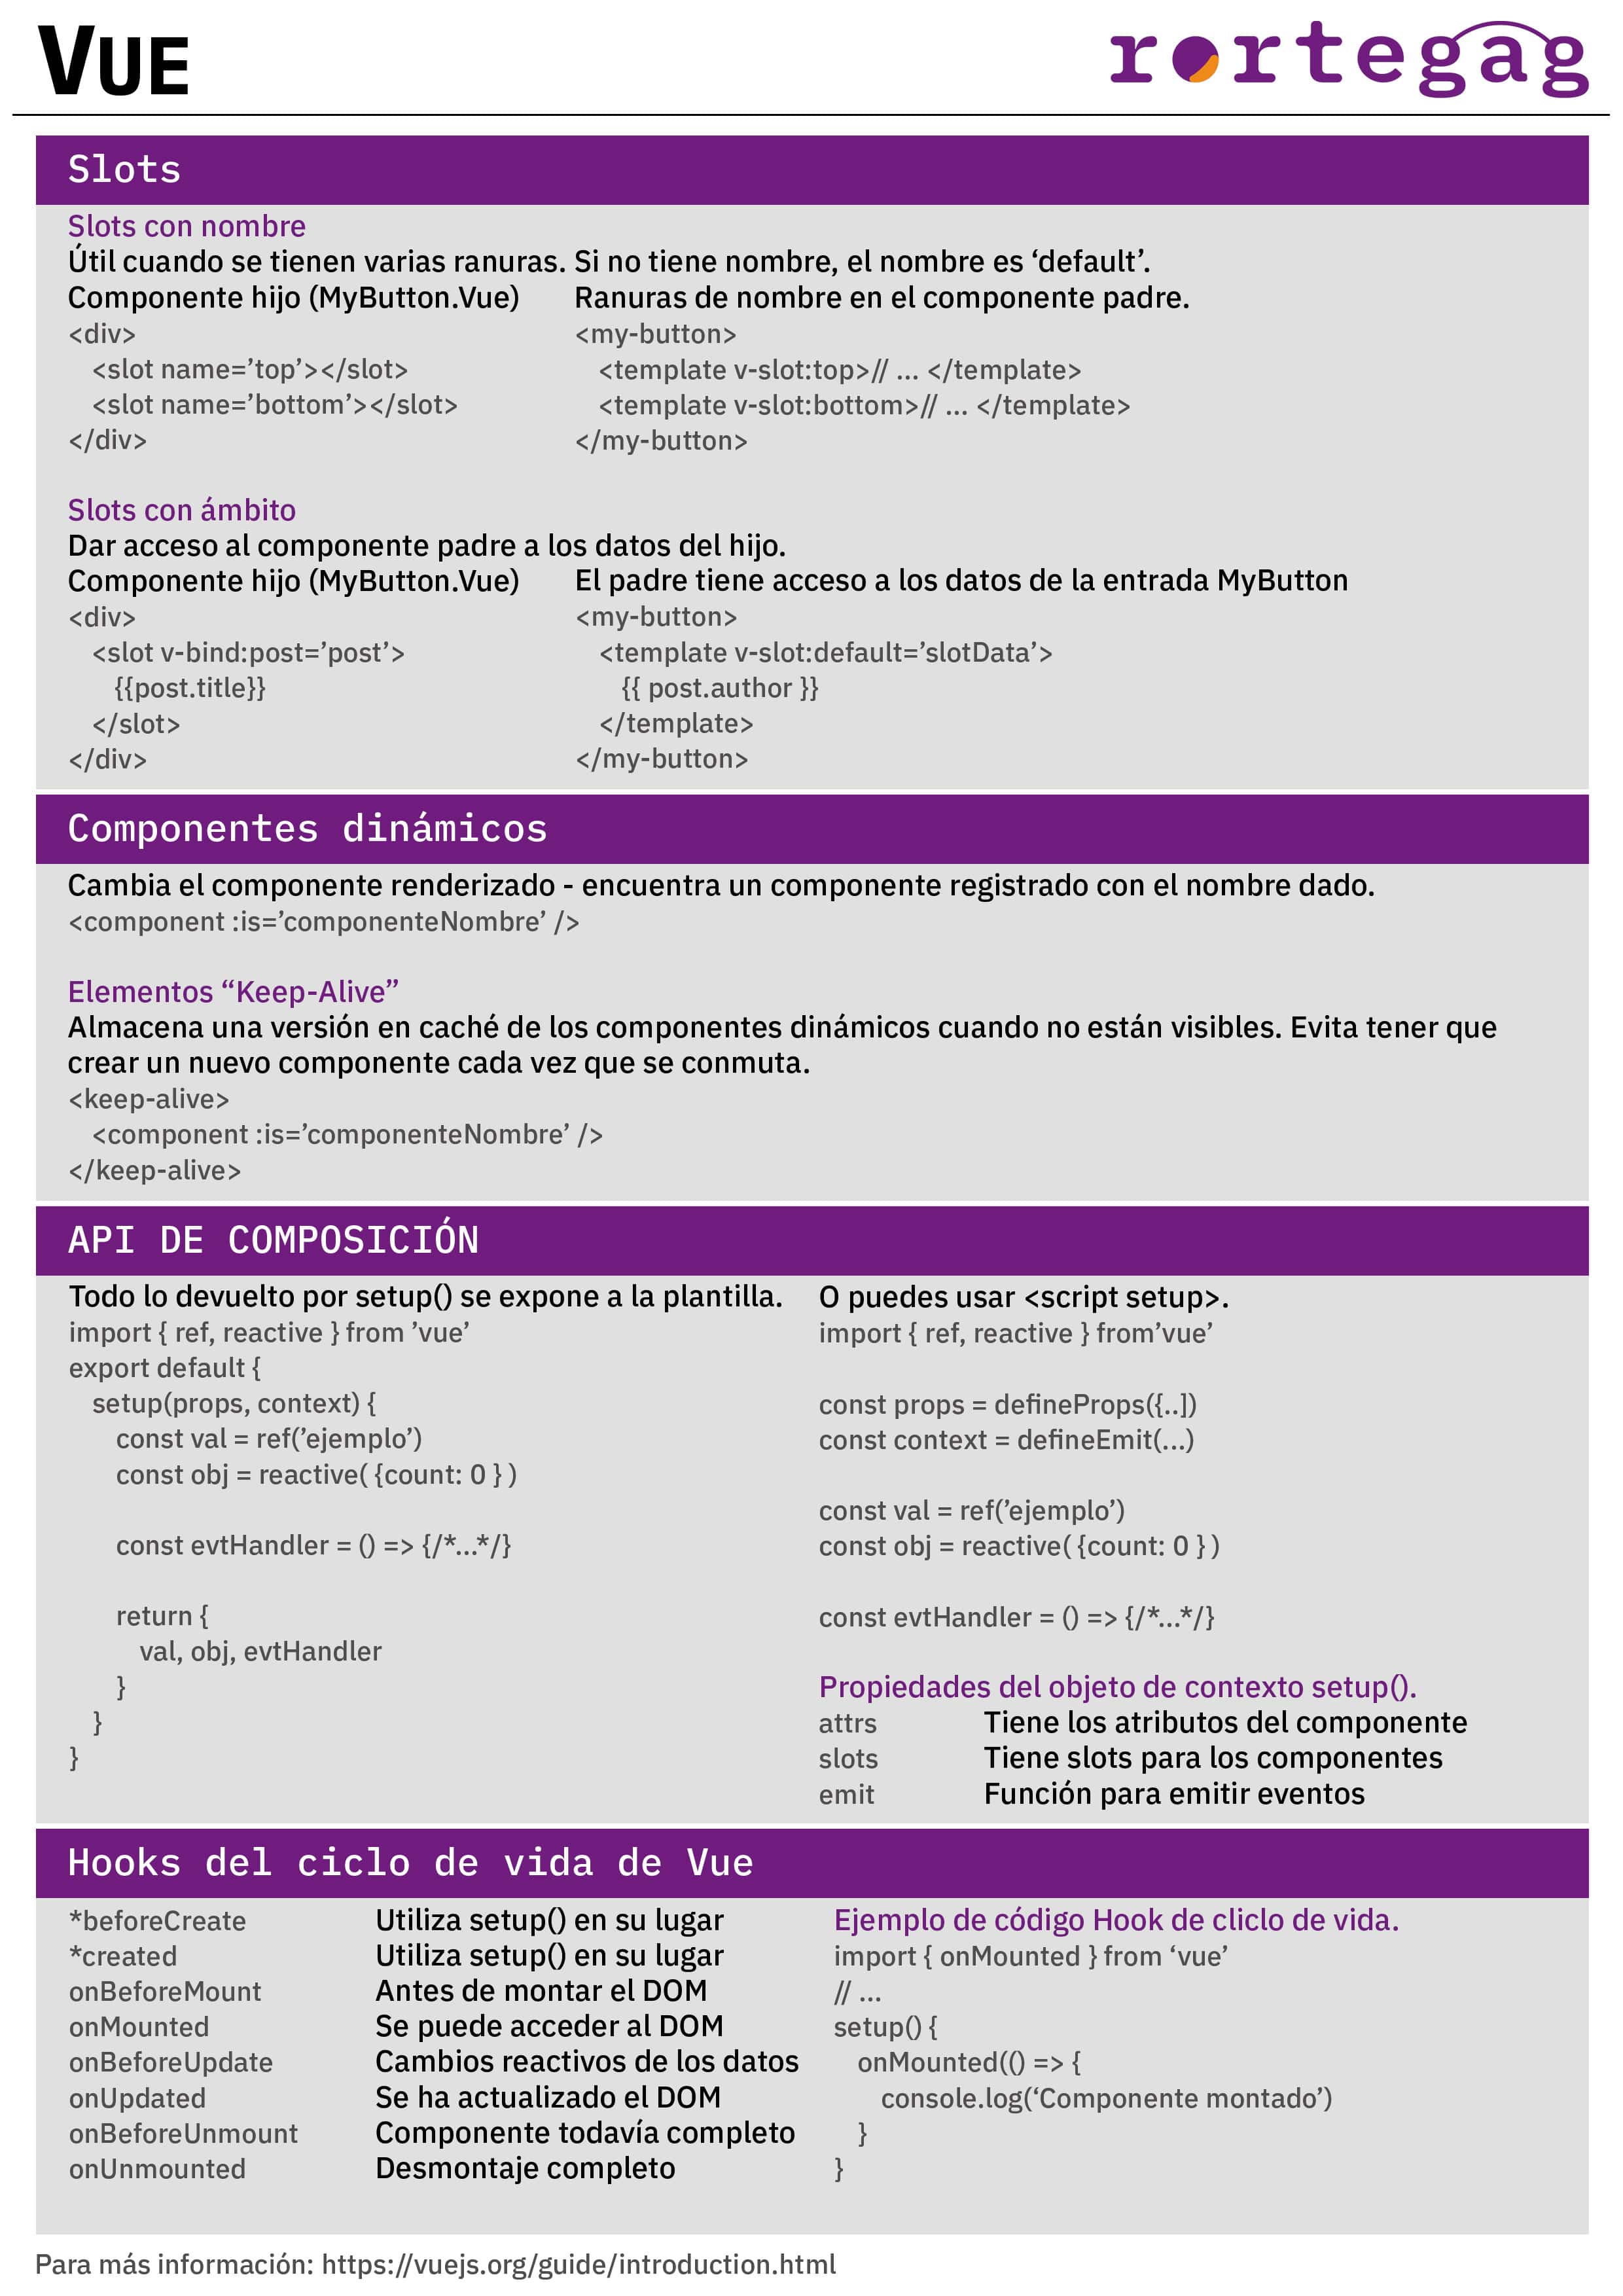 VUE
rortegag
Slots
Slots con nombre
Útil cuando se tienen varias ranuras. Si no tiene nombre, el nombre es ‘default’.
Componente hijo (MyButton.Vue)
<div>
<slot name=’top’></slot>
<slot name=’bottom’></slot>
</div>
Ranuras de nombre en el componente padre.
<my-button>
<template v-slot:top>// ... </template>
<template v-slot:bottom>// ... </template>
</my-button>
Slots con ámbito
Dar acceso al componente padre a los datos del hijo.
Componente hijo (MyButton.Vue)
<div>
<slot v-bind:post=’post’>
{{post.title}}
</slot>
</div>
El padre tiene acceso a los datos de la entrada MyButton
<my-button>
<template v-slot:default=’slotData’>
{{ post.author }}
</template>
</my-button>
Componentes dinámicos
Cambia el componente renderizado - encuentra un componente registrado con el nombre dado.
<component :is=’componenteNombre’ />
Elementos “Keep-Alive”
Almacena una versión en caché de los componentes dinámicos cuando no están visibles. Evita tener que
crear un nuevo componente cada vez que se conmuta.
<keep-alive>
<component :is=’componenteNombre’ />
</keep-alive>
API DE COMPOSICIÓN
Todo lo devuelto por setup() se expone a la plantilla.
import { ref, reactive } from ’vue’
export default {
setup(props, context) {
const val = ref(’ejemplo’)
const obj = reactive( {count: 0 } )
const evtHandler = () => {/*...*/}
return {
val, obj, evtHandler
}
}
}
O puedes usar <script setup>.
import { ref, reactive } from’vue’
const props = defineProps({..])
const context = defineEmit(...)
const val = ref(’ejemplo’)
const obj = reactive( {count: 0 } )
const evtHandler = () => {/*...*/}
Propiedades del objeto de contexto setup().
attrs Tiene los atributos del componente
slots Tiene slots para los componentes
emit Función para emitir eventos
Hooks del ciclo de vida de Vue
*beforeCreate Utiliza setup() en su lugar
*created Utiliza setup() en su lugar
onBeforeMount Antes de montar el DOM
onMounted Se puede acceder al DOM
onBeforeUpdate Cambios reactivos de los datos
onUpdated Se ha actualizado el DOM
onBeforeUnmount Componente todavía completo
onUnmounted Desmontaje completo
Ejemplo de código Hook de cliclo de vida.
import { onMounted } from ‘vue’
// ...
setup() {
onMounted(() => {
console.log(‘Componente montado’)
}
}
Para más información: https://vuejs.org/guide/introduction.html